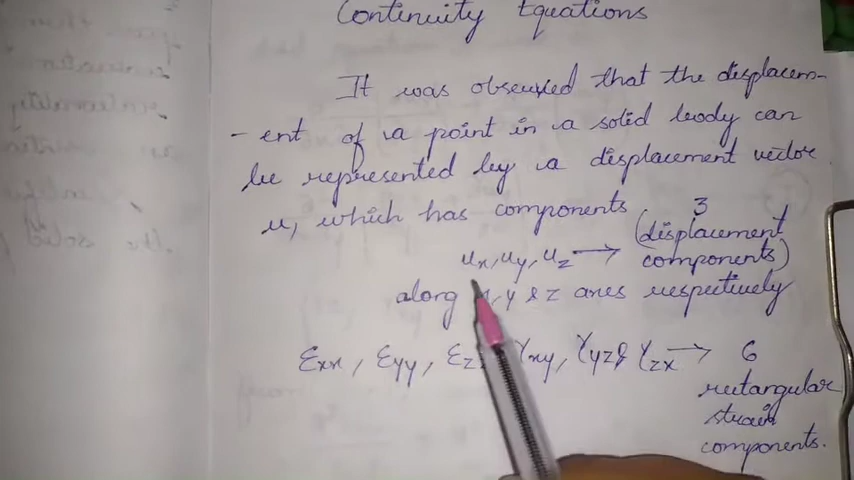 Continuity Equations
It was observed that the displacem-
-ent of a point in a solid body can
be represented by a displacement vector
u, which has components 3
(displacement
ux, uy, uz → components)
along x, y & z axes respectively
εxx, εyy, εzz, γxy, γyz & γzx → 6
rectangular
strain
components.